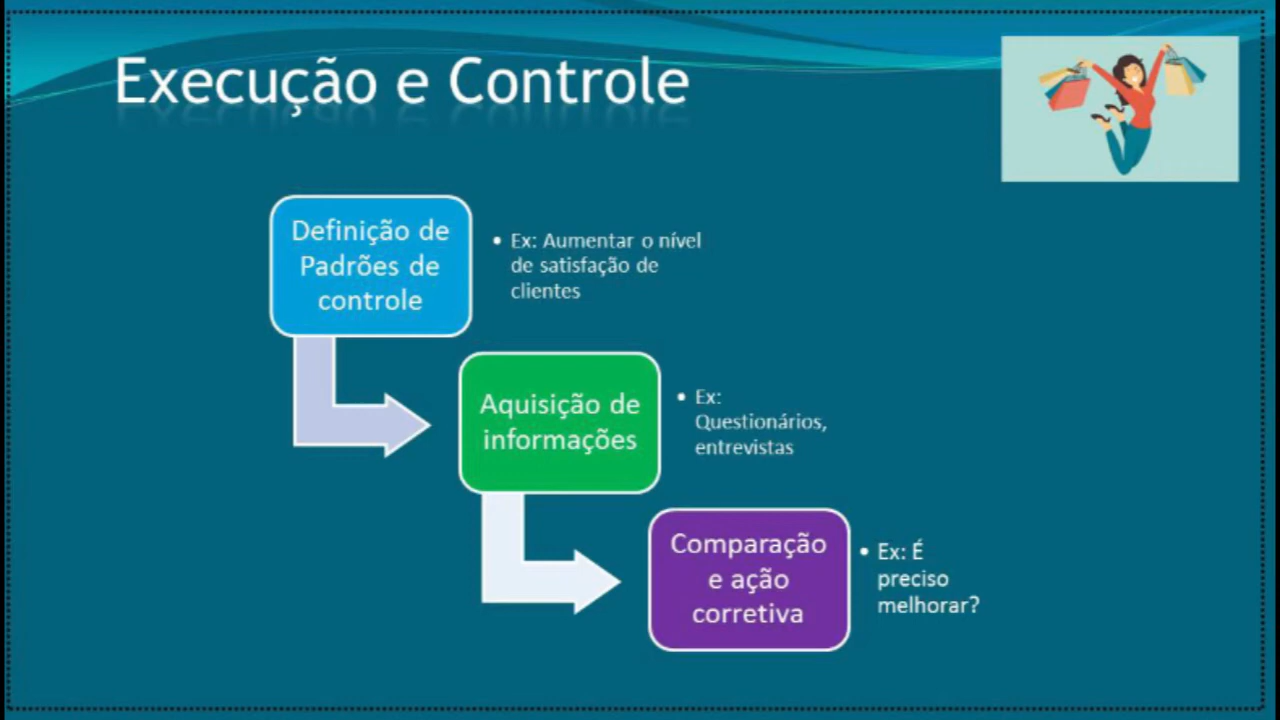 Execução e Controle
Definição de
Padrões de
controle
• Ex: Aumentar o nível
de satisfação de
clientes
Aquisição de
informações
• Ex:
Questionários,
entrevistas
Comparação
e ação
corretiva
• Ex: É
preciso
melhorar?